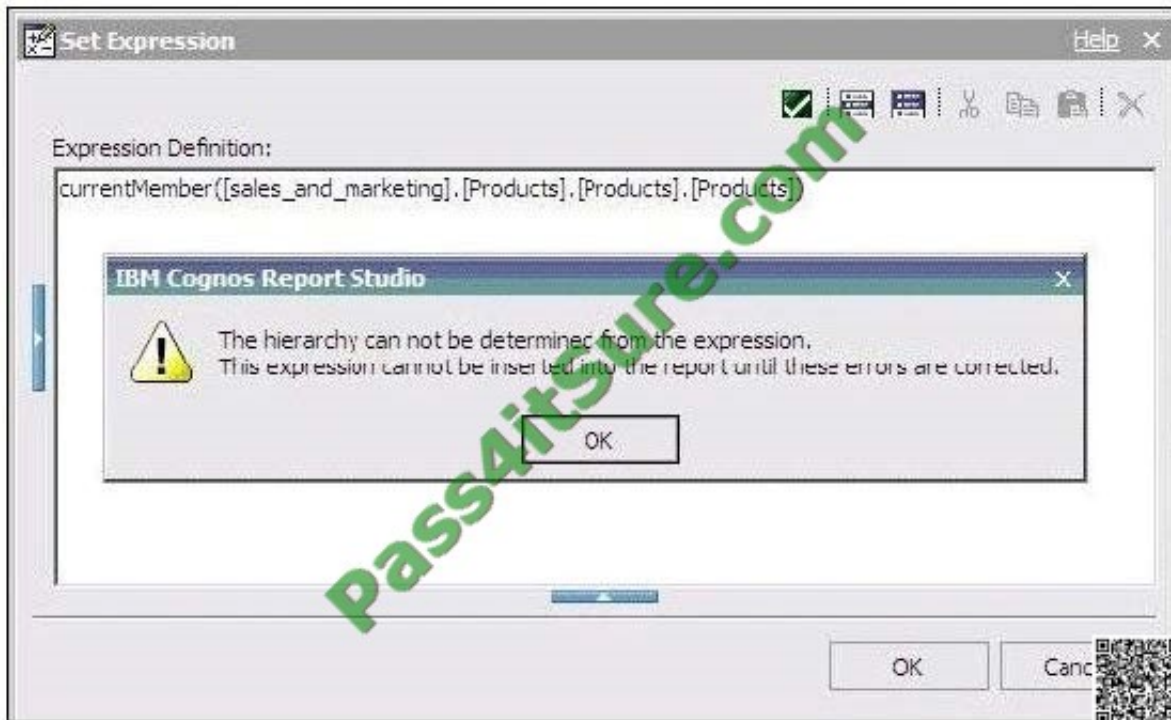 Set Expression
Help
Expression Definition:
currentMember([sales_and_marketing].[Products].[Products].[Products])
IBM Cognos Report Studio
The hierarchy can not be determined from the expression.
This expression cannot be inserted into the report until these errors are corrected.
OK
Pass4itSure.com
OK
Canc